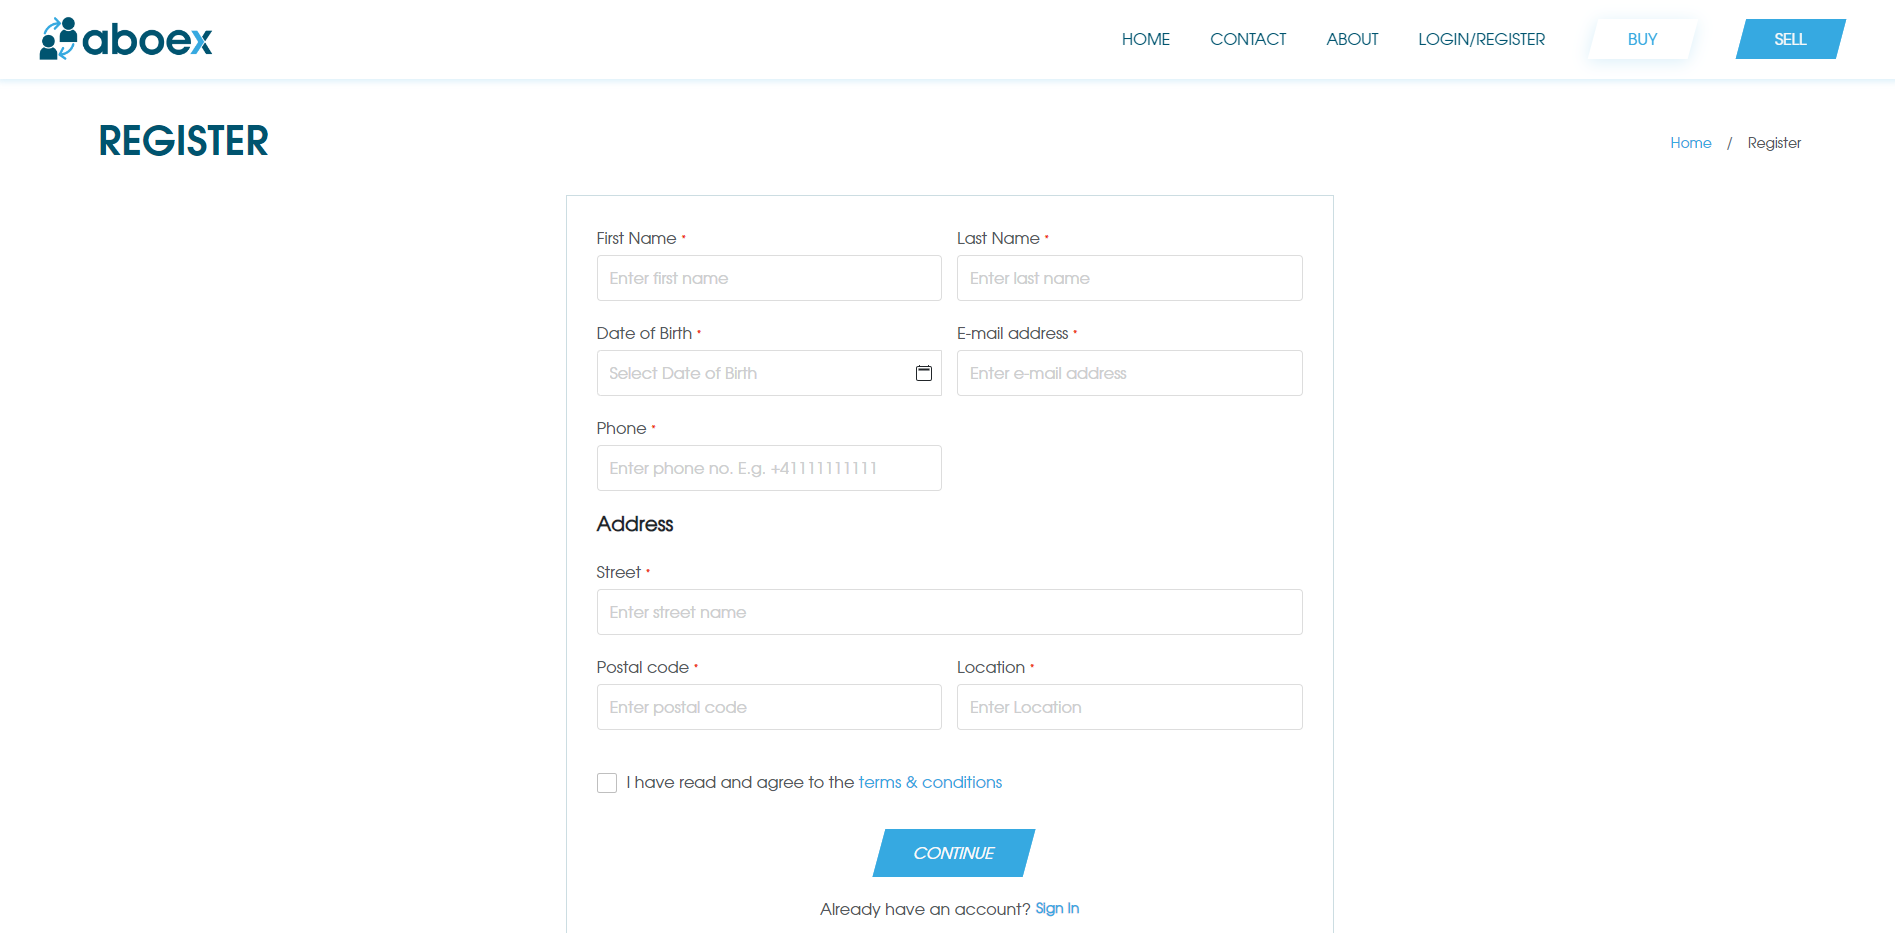 aboex
HOME CONTACT ABOUT LOGIN/REGISTER BUY SELL
REGISTER
Home / Register
First Name *
Last Name *
Enter first name
Enter last name
Date of Birth *
E-mail address *
Select Date of Birth
Enter e-mail address
Phone *
Enter phone no. E.g. +41111111111
Address
Street *
Enter street name
Postal code *
Location *
Enter postal code
Enter Location
I have read and agree to the terms & conditions
CONTINUE
Already have an account? Sign In